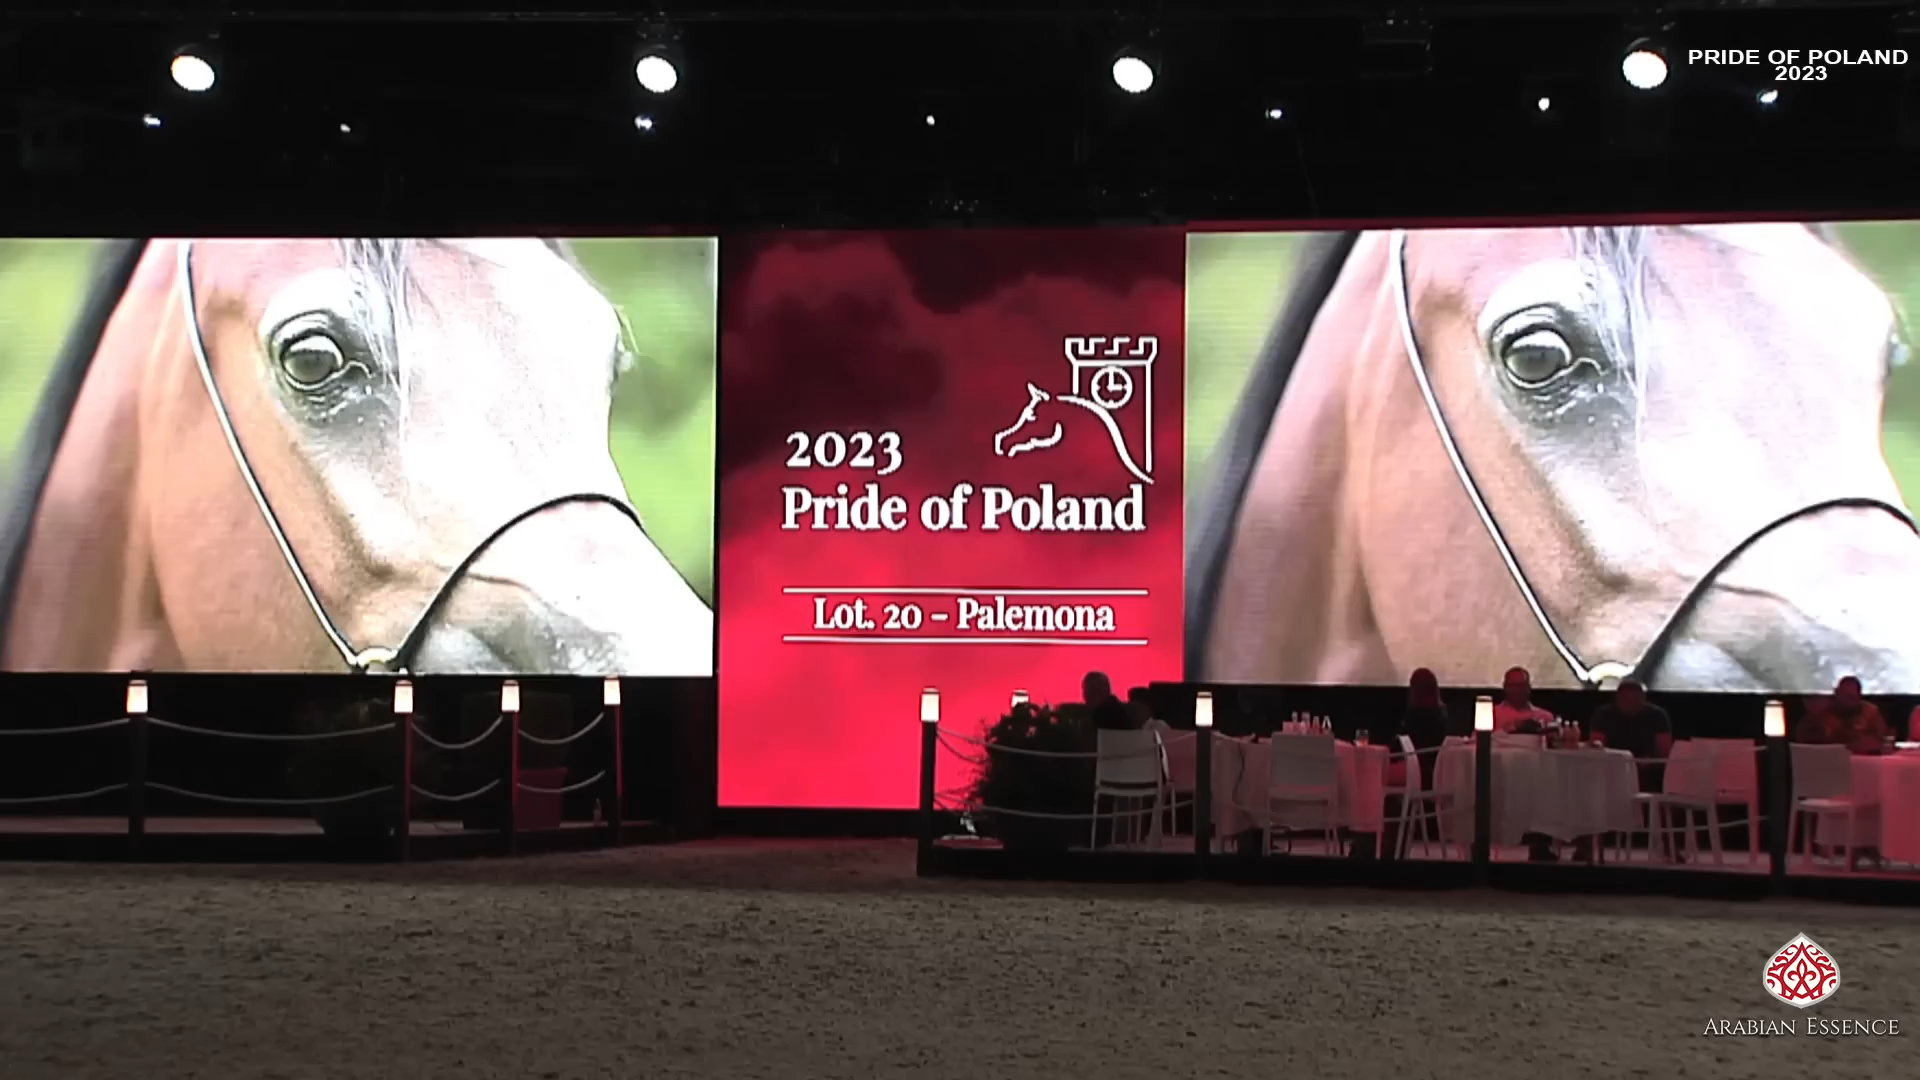 PRIDE OF POLAND
2023
2023
Pride of Poland
Lot. 20 – Palemona
ARABIAN ESSENCE